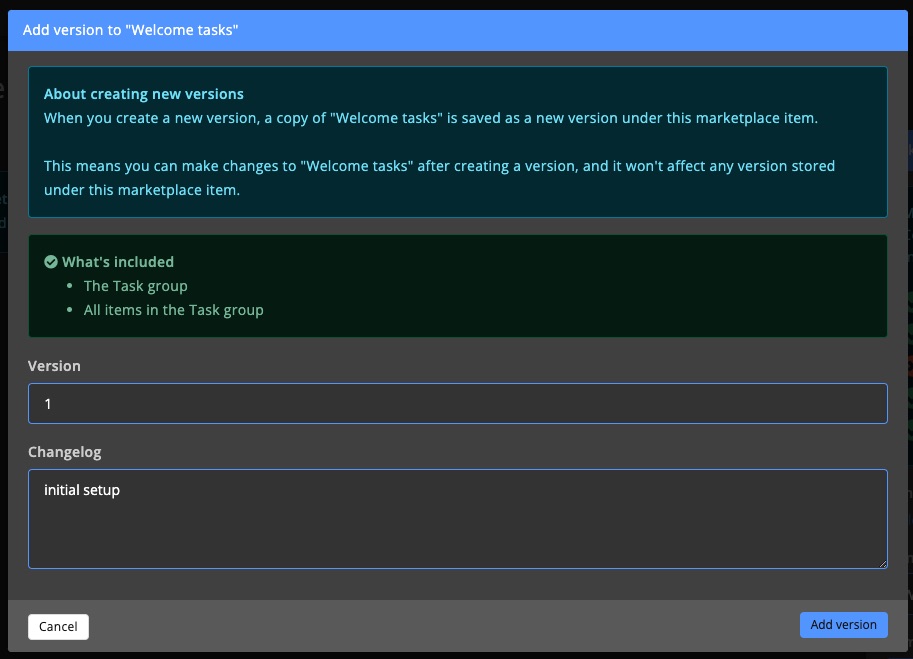 Add version to "Welcome tasks"
About creating new versions
When you create a new version, a copy of "Welcome tasks" is saved as a new version under this marketplace item.
This means you can make changes to "Welcome tasks" after creating a version, and it won't affect any version stored
under this marketplace item.
What's included
• The Task group
• All items in the Task group
Version
1
Changelog
initial setup
Cancel
Add version